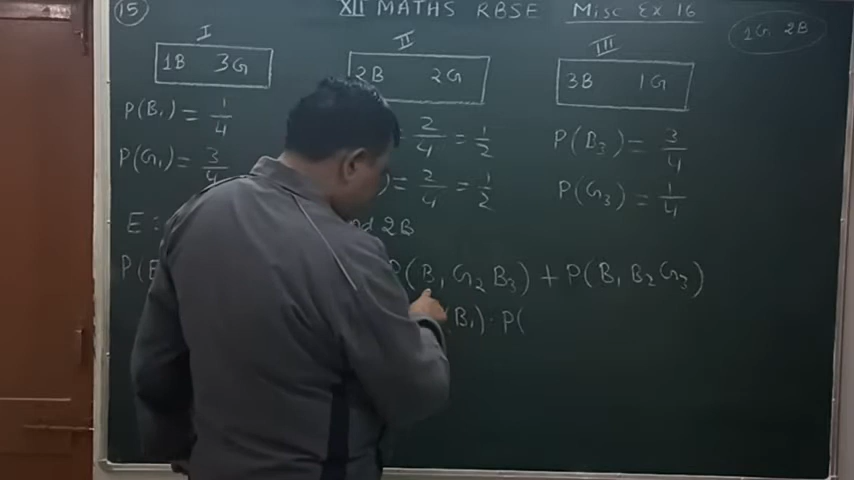 15
XII MATHS RBSE Misc Ex 16
1G 2B
I II III
1B 3G
2B 2G
3B 1G
P(B₁) = 1/4
2/4 = 1/2
P(B₃) = 3/4
P(G₁) = 3/4
) = 2/4 = 1/2
P(G₃) = 1/4
E : nd 2B
P(E P(B₁ G₂ B₃) + P(B₁ B₂ G₃)
(B₁) · P(